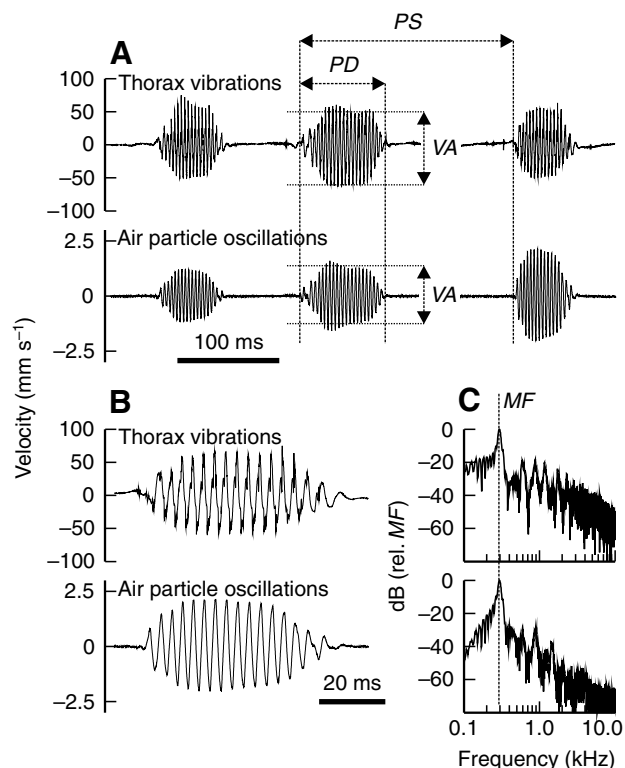 PS
A
PD
Thorax vibrations
100
50
0
−50
−100
VA
Air particle oscillations
2.5
0
−2.5
VA
100 ms
Velocity (mm s−1)
B
Thorax vibrations
100
50
0
−50
−100
Air particle oscillations
2.5
0
−2.5
20 ms
C
MF
0
−20
−40
−60
0
−20
−40
−60
dB (rel. MF)
0.1 1.0 10.0
Frequency (kHz)